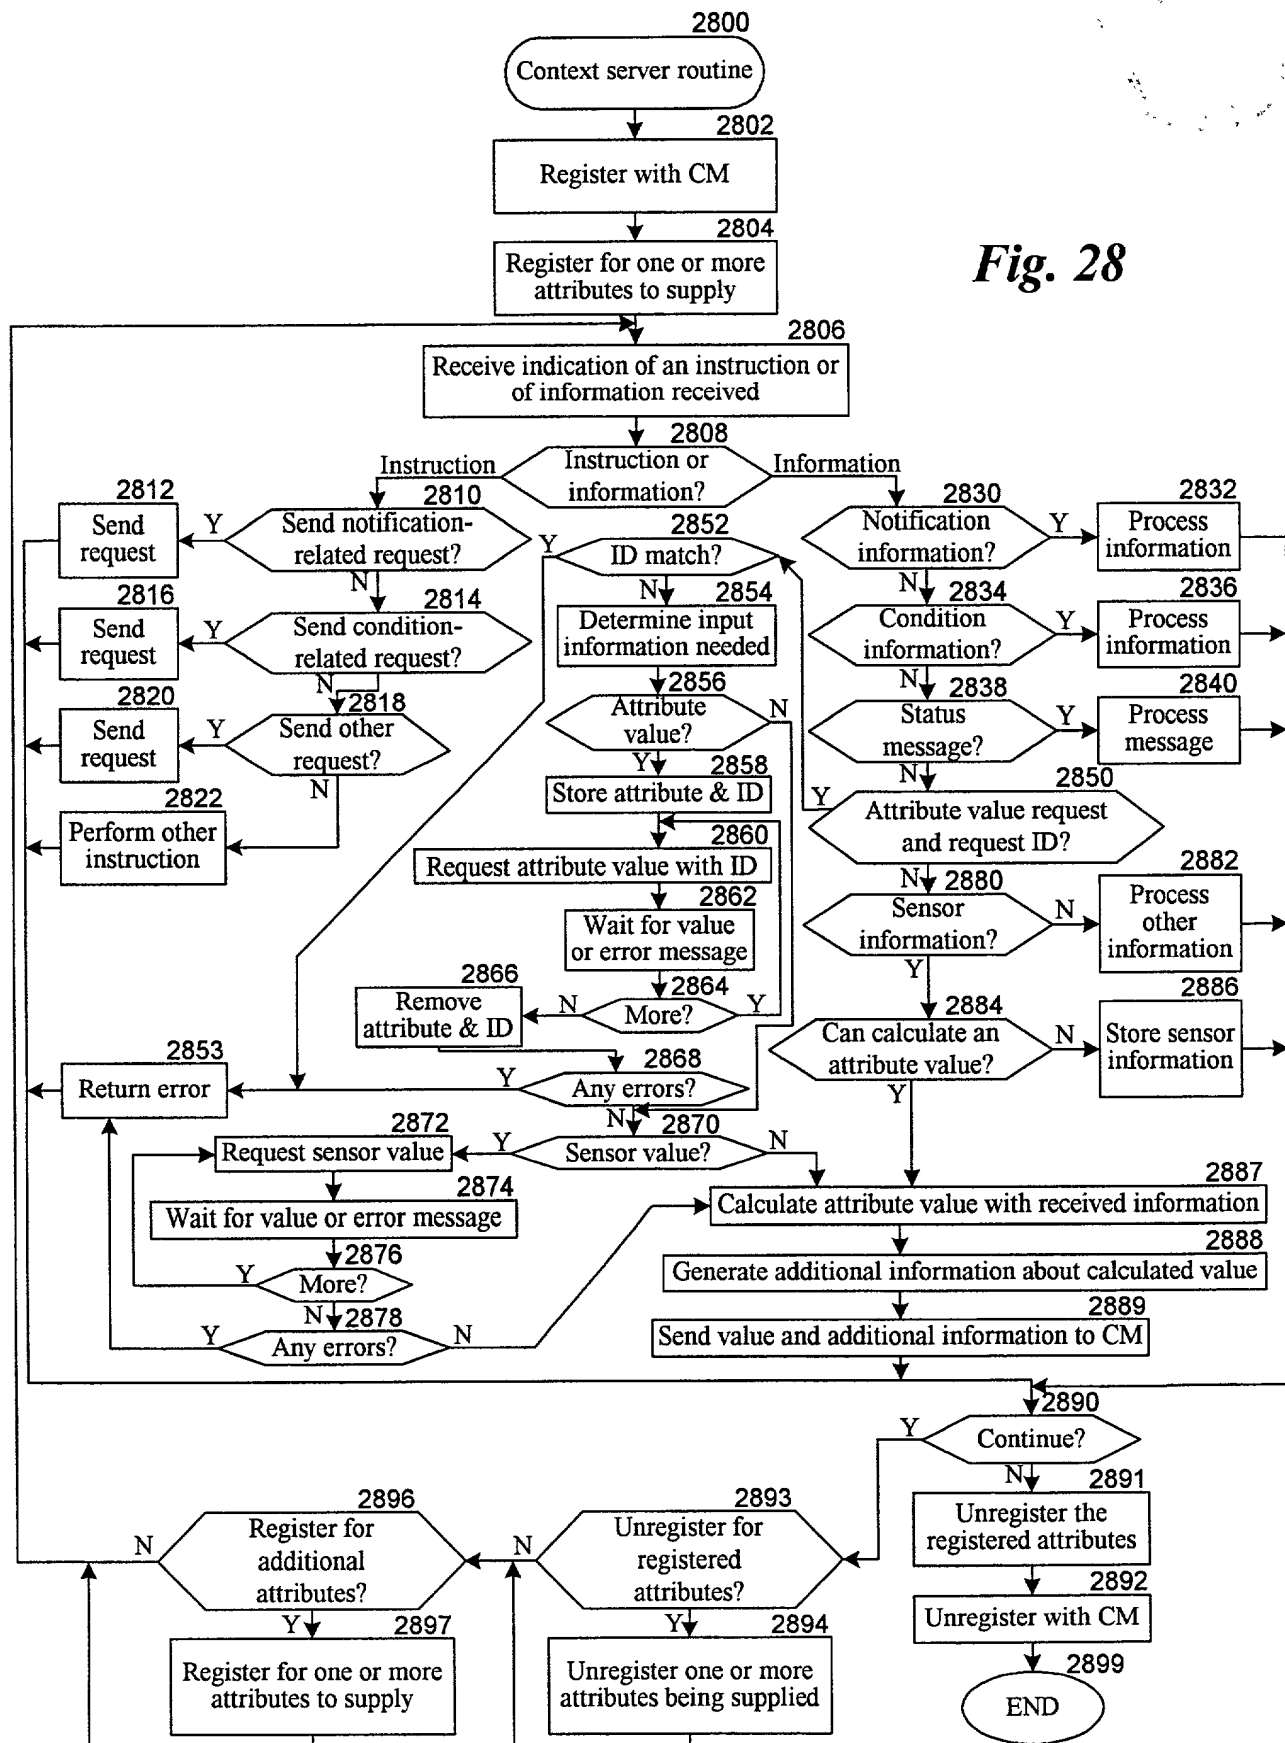 2800
Context server routine
2802
Register with CM
2804
Register for one or more
attributes to supply
Fig. 28
2806
Receive indication of an instruction or
of information received
2808
Instruction or
information?
Instruction
Information
2810
Send notification-
related request?
Y
N
2812
Send
request
2814
Send condition-
related request?
Y
N
2816
Send
request
2818
Send other
request?
Y
N
2820
Send
request
2822
Perform other
instruction
2830
Notification
information?
Y
N
2832
Process
information
2834
Condition
information?
Y
N
2836
Process
information
2838
Status
message?
Y
N
2840
Process
message
2850
Attribute value request
and request ID?
Y
N
2852
ID match?
Y
N
2854
Determine input
information needed
2856
Attribute
value?
N
Y
2858
Store attribute & ID
2860
Request attribute value with ID
2862
Wait for value
or error message
2864
More?
N
Y
2866
Remove
attribute & ID
2868
Any errors?
Y
N
2853
Return error
2870
Sensor value?
Y
N
2872
Request sensor value
2874
Wait for value or error message
2876
More?
Y
N
2878
Any errors?
Y
N
2880
Sensor
information?
N
Y
2882
Process
other
information
2884
Can calculate an
attribute value?
N
Y
2886
Store sensor
information
2887
Calculate attribute value with received information
2888
Generate additional information about calculated value
2889
Send value and additional information to CM
2890
Continue?
Y
N
2891
Unregister the
registered attributes
2892
Unregister with CM
2899
END
2893
Unregister for
registered
attributes?
N
Y
2894
Unregister one or more
attributes being supplied
2896
Register for
additional
attributes?
N
Y
2897
Register for one or more
attributes to supply